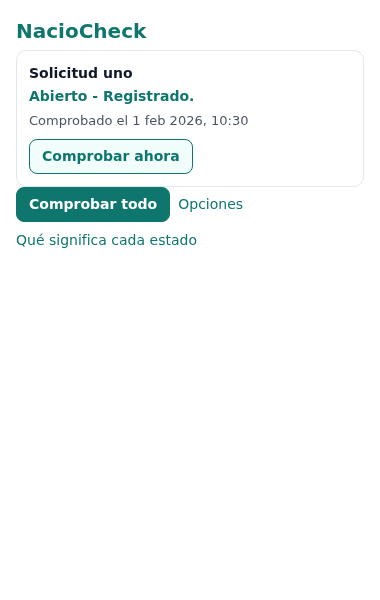 NacioCheck
Solicitud uno
Abierto - Registrado.
Comprobado el 1 feb 2026, 10:30
Comprobar ahora
Comprobar todo Opciones
Qué significa cada estado